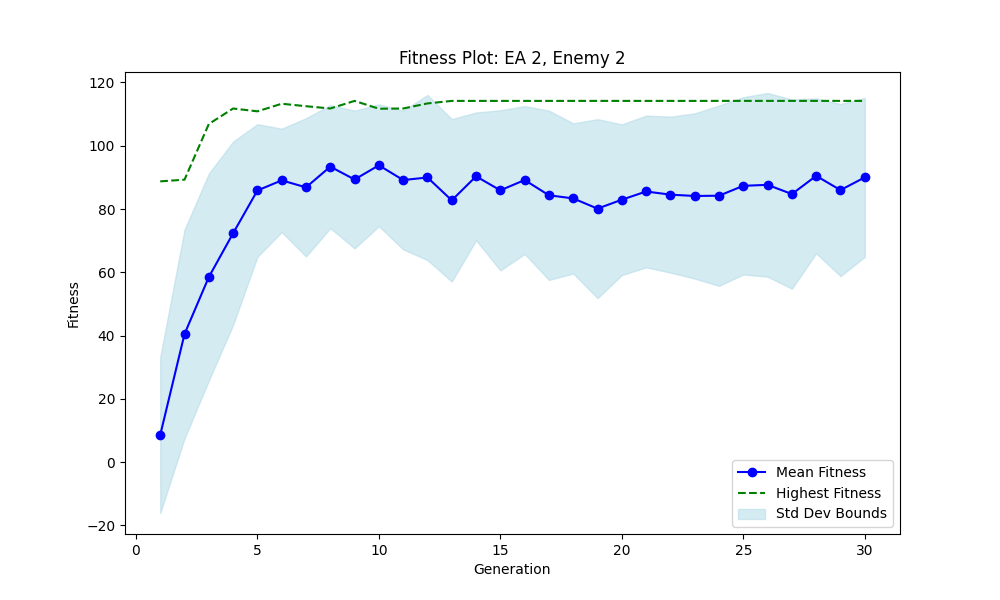 Fitness Plot: EA 2, Enemy 2
120
100
80
60
40
20
0
−20
Fitness
0 5 10 15 20 25 30
Generation
Mean Fitness
Highest Fitness
Std Dev Bounds